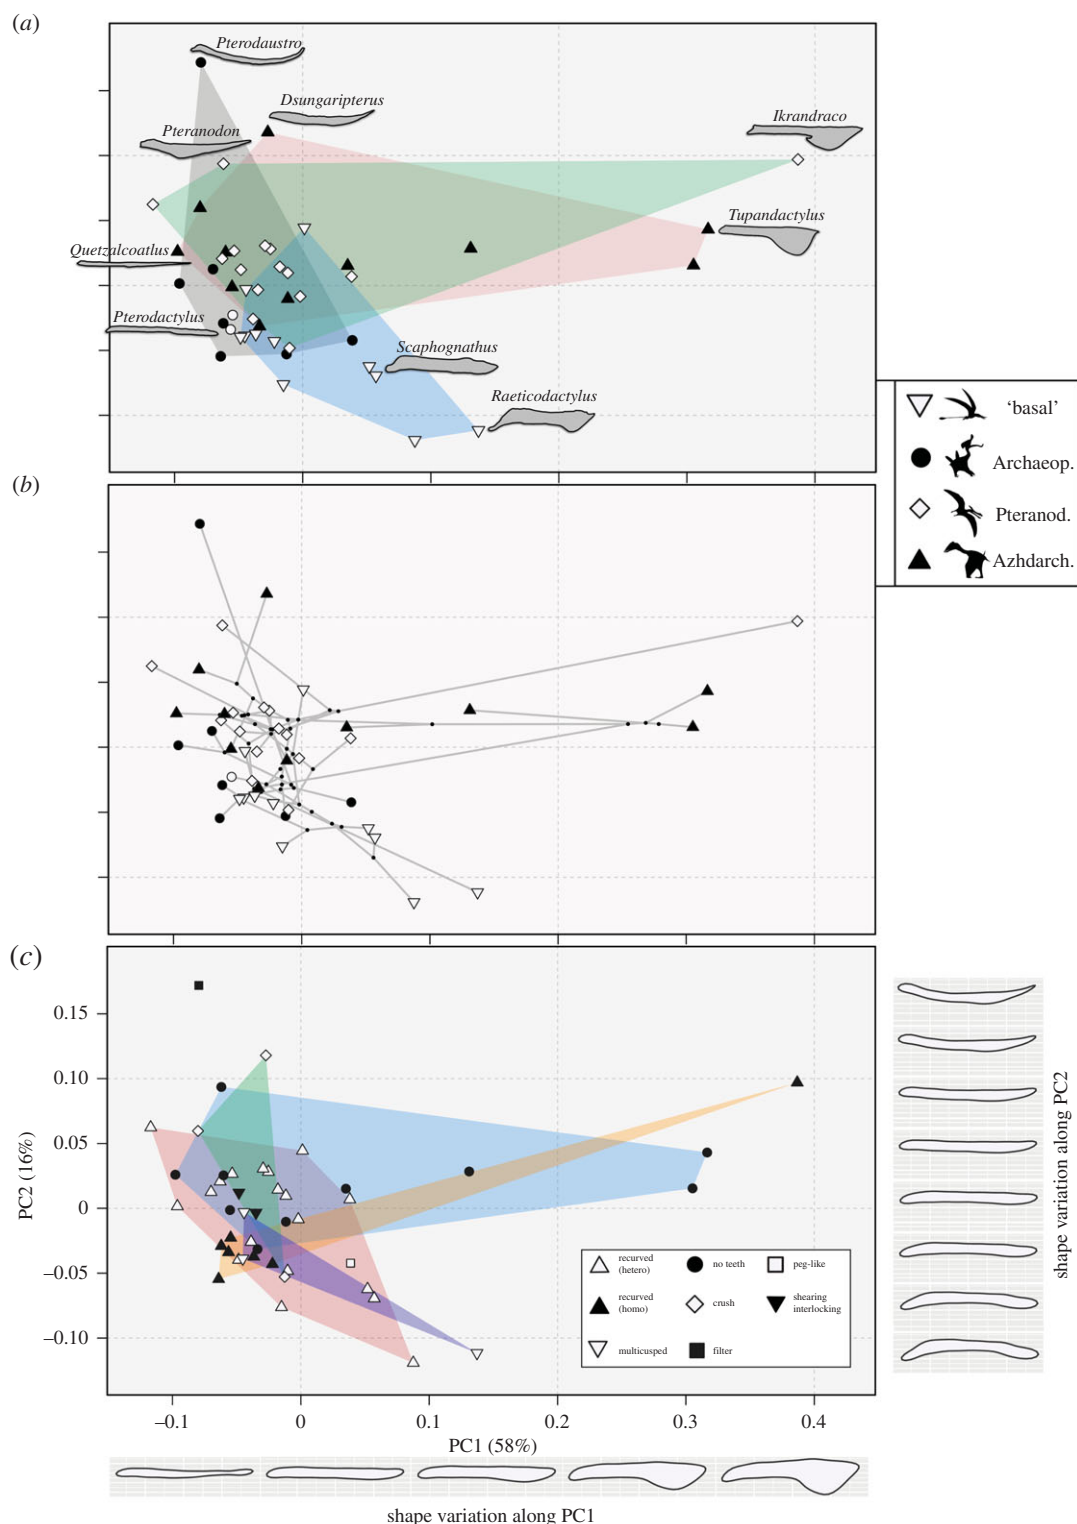 (a)
Pterodaustro
Dsungaripterus
Pteranodon
Ikrandraco
Tupandactylus
Quetzalcoatlus
Pterodactylus
Scaphognathus
Raeticodactylus
‘basal’
Archaeop.
Pteranod.
Azhdarch.
(b)
(c)
0.15
0.10
0.05
0
–0.05
–0.10
PC2 (16%)
recurved (hetero)
no teeth
peg-like
recurved (homo)
crush
shearing interlocking
multicusped
filter
–0.1
0
0.1
0.2
0.3
0.4
PC1 (58%)
shape variation along PC1
shape variation along PC2